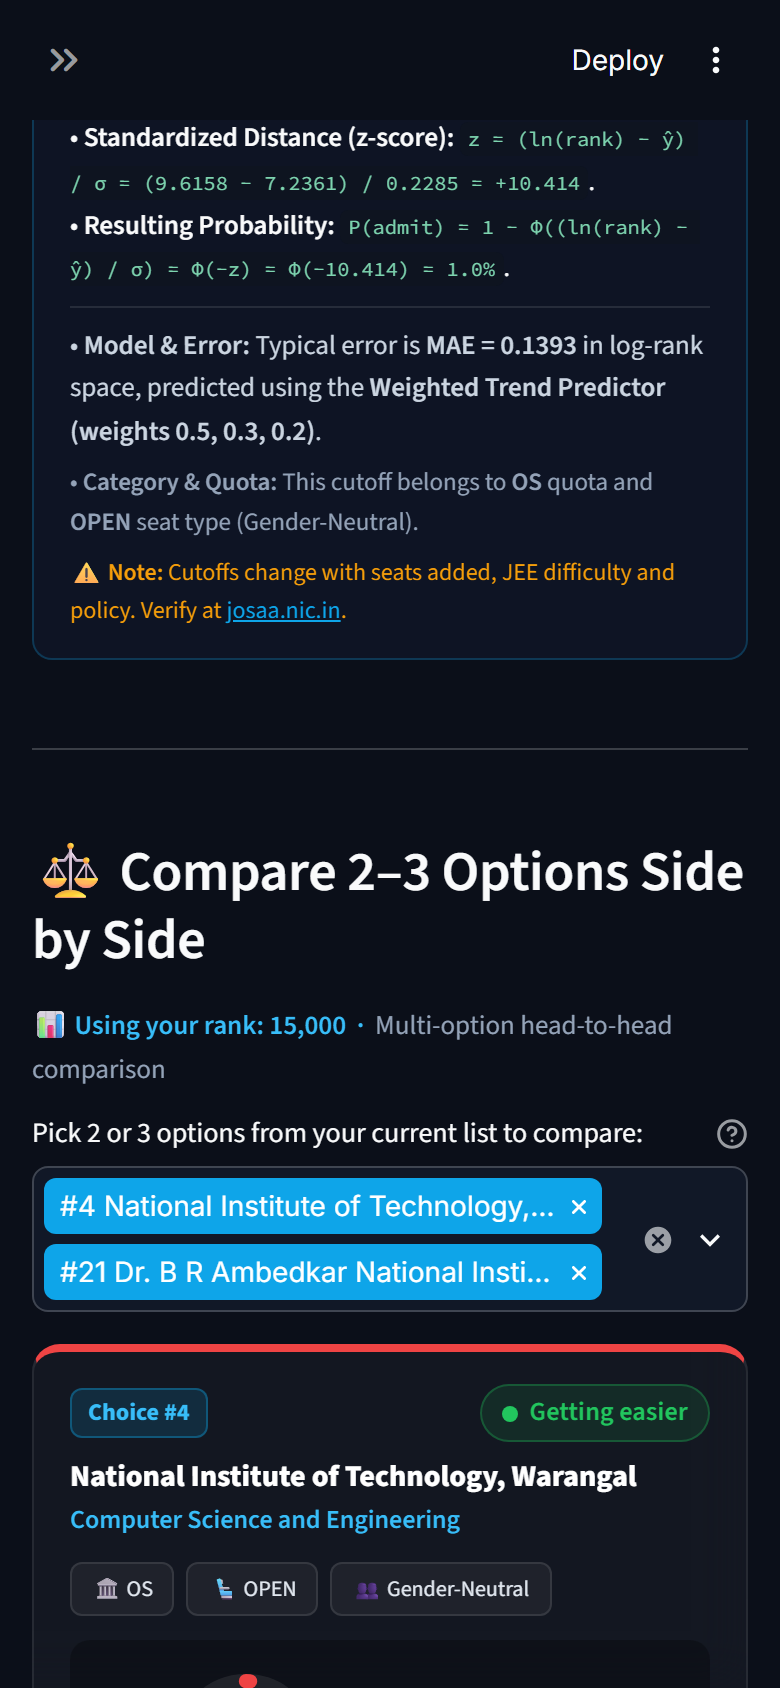 Deploy
• Standardized Distance (z-score): z = (ln(rank) − ŷ)
/ σ = (9.6158 − 7.2361) / 0.2285 = +10.414 .
• Resulting Probability: P(admit) = 1 − Φ((ln(rank) −
ŷ) / σ) = Φ(−z) = Φ(−10.414) = 1.0% .
• Model & Error: Typical error is MAE = 0.1393 in log-rank
space, predicted using the Weighted Trend Predictor
(weights 0.5, 0.3, 0.2).
• Category & Quota: This cutoff belongs to OS quota and
OPEN seat type (Gender-Neutral).
⚠️ Note: Cutoffs change with seats added, JEE difficulty and
policy. Verify at josaa.nic.in.
⚖️ Compare 2–3 Options Side
by Side
📊 Using your rank: 15,000 · Multi-option head-to-head
comparison
Pick 2 or 3 options from your current list to compare:
#4 National Institute of Technology,...
#21 Dr. B R Ambedkar National Insti...
Choice #4
Getting easier
National Institute of Technology, Warangal
Computer Science and Engineering
🏛️ OS 💺 OPEN 👥 Gender-Neutral